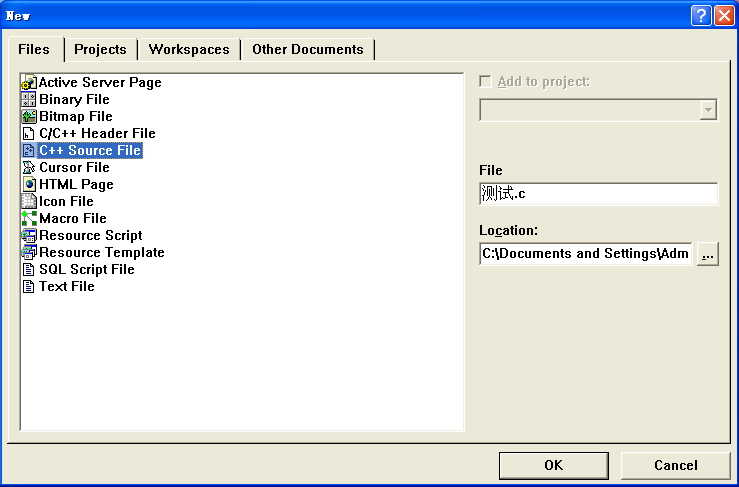 New
Files Projects Workspaces Other Documents
Active Server Page
Binary File
Bitmap File
C/C++ Header File
C++ Source File
Cursor File
HTML Page
Icon File
Macro File
Resource Script
Resource Template
SQL Script File
Text File
Add to project:
File
测试.c
Location:
C:\Documents and Settings\Adm
...
OK Cancel